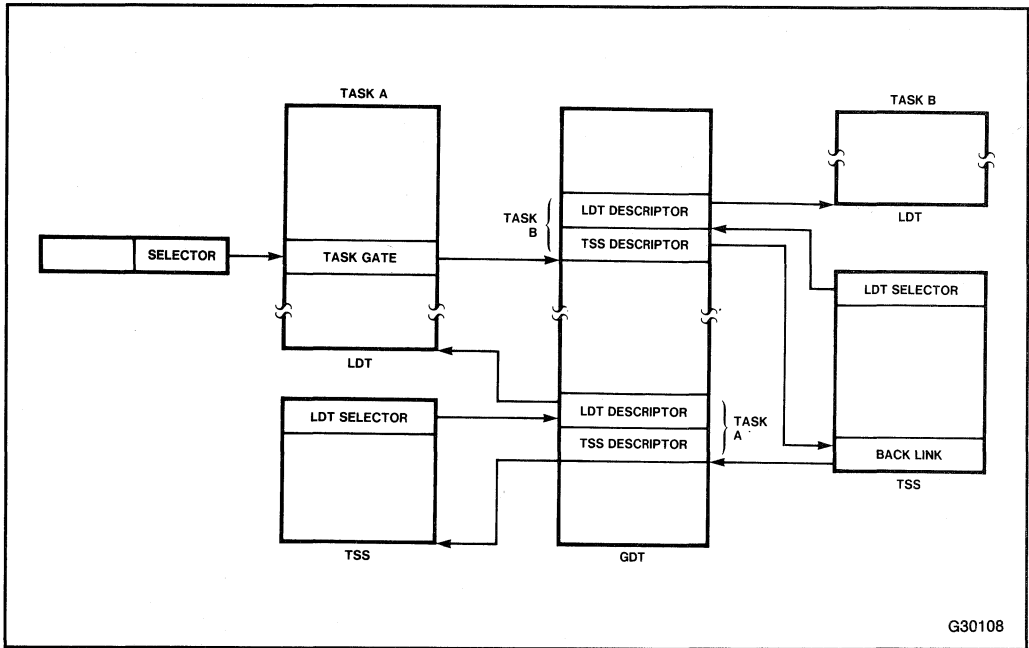 TASK A
TASK B
LDT DESCRIPTOR
TASK
B
LDT
TSS DESCRIPTOR
SELECTOR
TASK GATE
LDT SELECTOR
LDT
LDT SELECTOR
LDT DESCRIPTOR
TASK
A
TSS DESCRIPTOR
BACK LINK
TSS
TSS
GDT
G30108